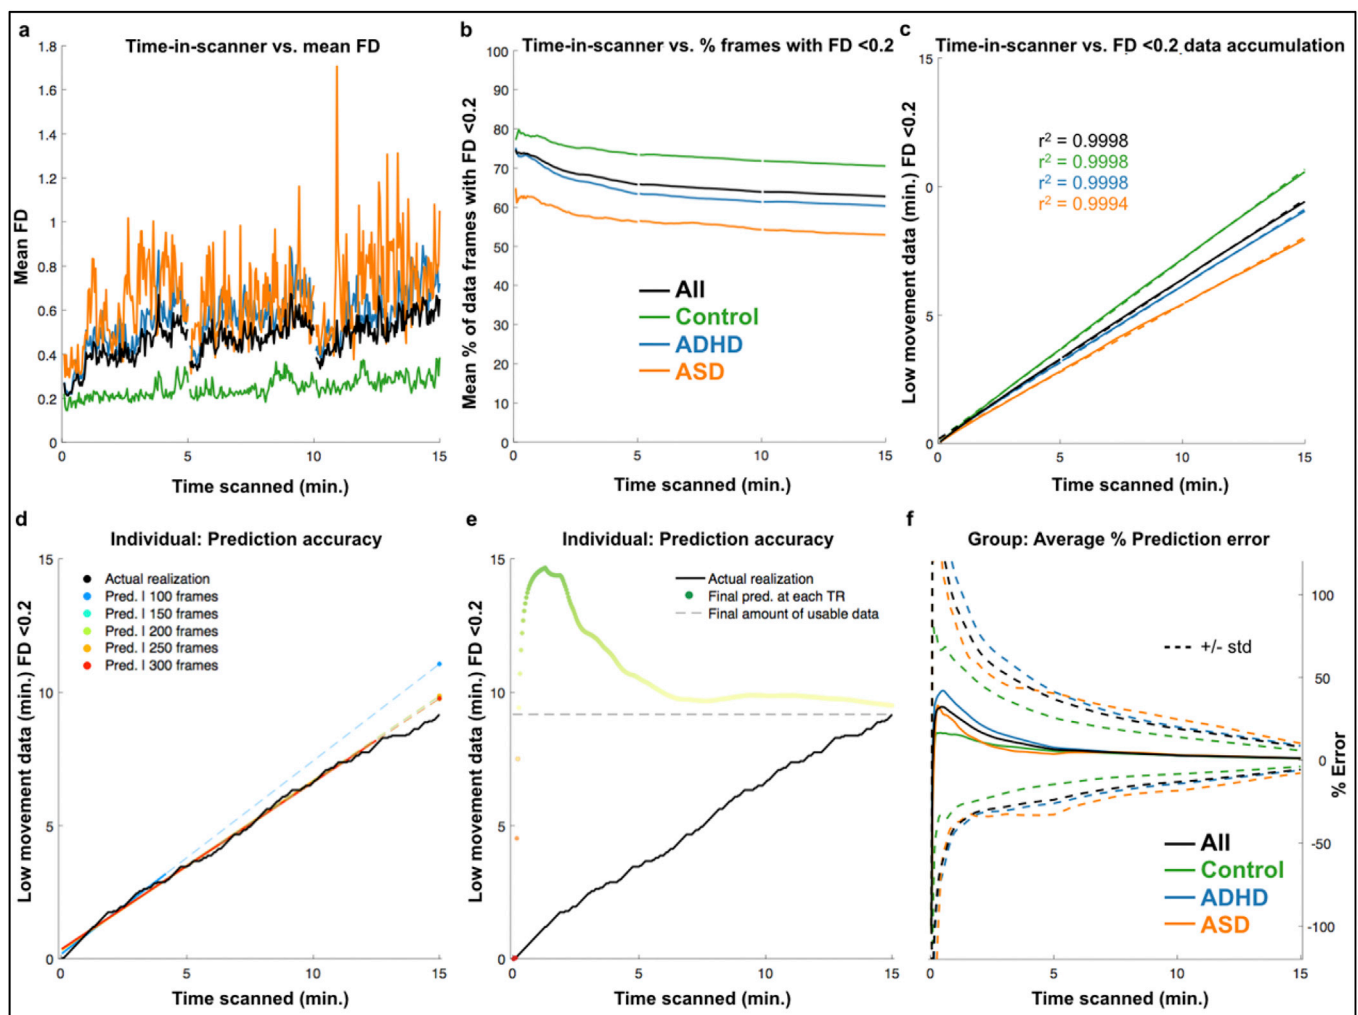 a
Time-in-scanner vs. mean FD
1.8
1.6
1.4
1.2
1
0.8
0.6
0.4
0.2
0
Mean FD
0 5 10 15
Time scanned (min.)
b
Time-in-scanner vs. % frames with FD <0.2
100
90
80
70
60
50
40
30
20
10
0
Mean % of data frames with FD <0.2
All
Control
ADHD
ASD
0 5 10 15
Time scanned (min.)
c
Time-in-scanner vs. FD <0.2 data accumulation
15
0
5
0
Low movement data (min.) FD <0.2
r² = 0.9998
r² = 0.9998
r² = 0.9998
r² = 0.9994
0 5 10 15
Time scanned (min.)
d
Individual: Prediction accuracy
15
10
5
0
Low movement data (min.) FD <0.2
Actual realization
Pred. | 100 frames
Pred. | 150 frames
Pred. | 200 frames
Pred. | 250 frames
Pred. | 300 frames
0 5 10 15
Time scanned (min.)
e
Individual: Prediction accuracy
15
10
5
0
Low movement data (min.) FD <0.2
Actual realization
Final pred. at each TR
Final amount of usable data
0 5 10 15
Time scanned (min.)
f
Group: Average % Prediction error
+/- std
100
50
0
-50
-100
% Error
All
Control
ADHD
ASD
0 5 10 15
Time scanned (min.)